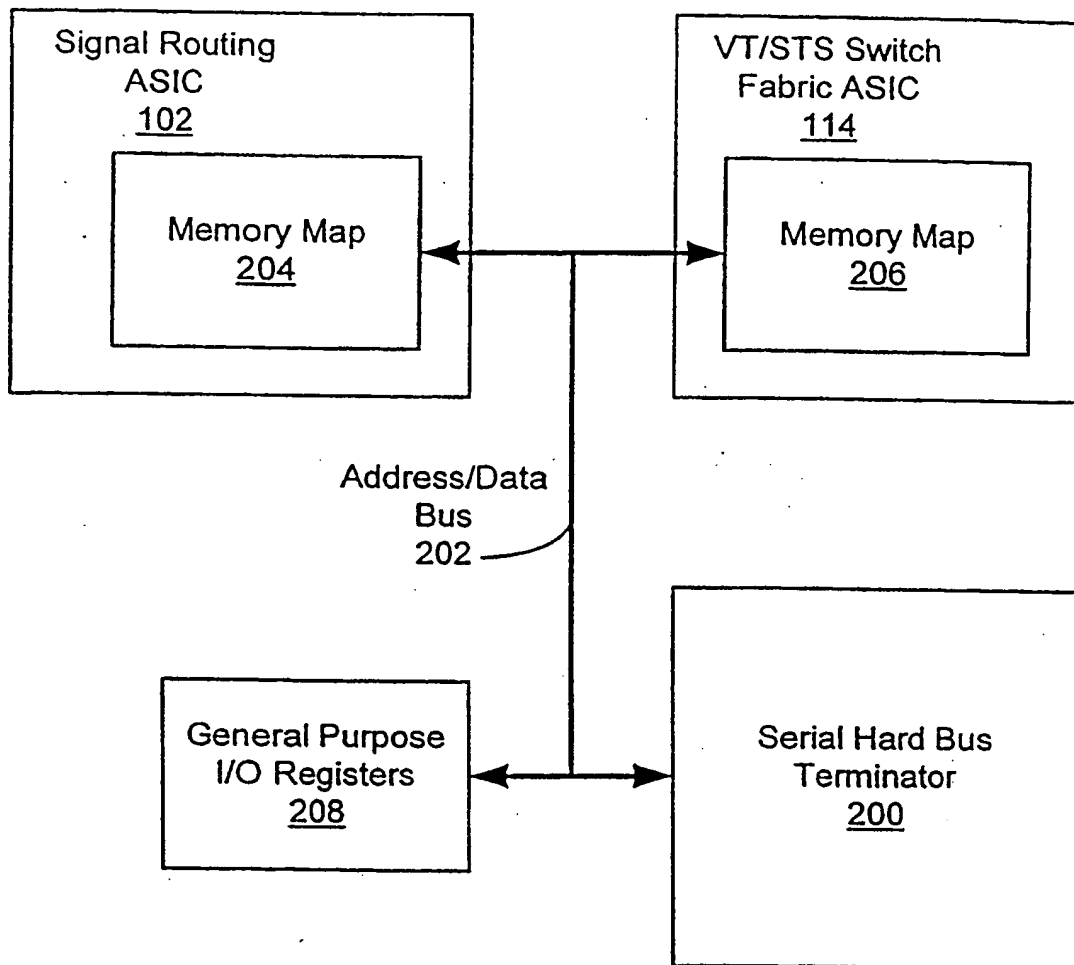 Signal Routing
ASIC
102
Memory Map
204
VT/STS Switch
Fabric ASIC
114
Memory Map
206
Address/Data
Bus
202
General Purpose
I/O Registers
208
Serial Hard Bus
Terminator
200